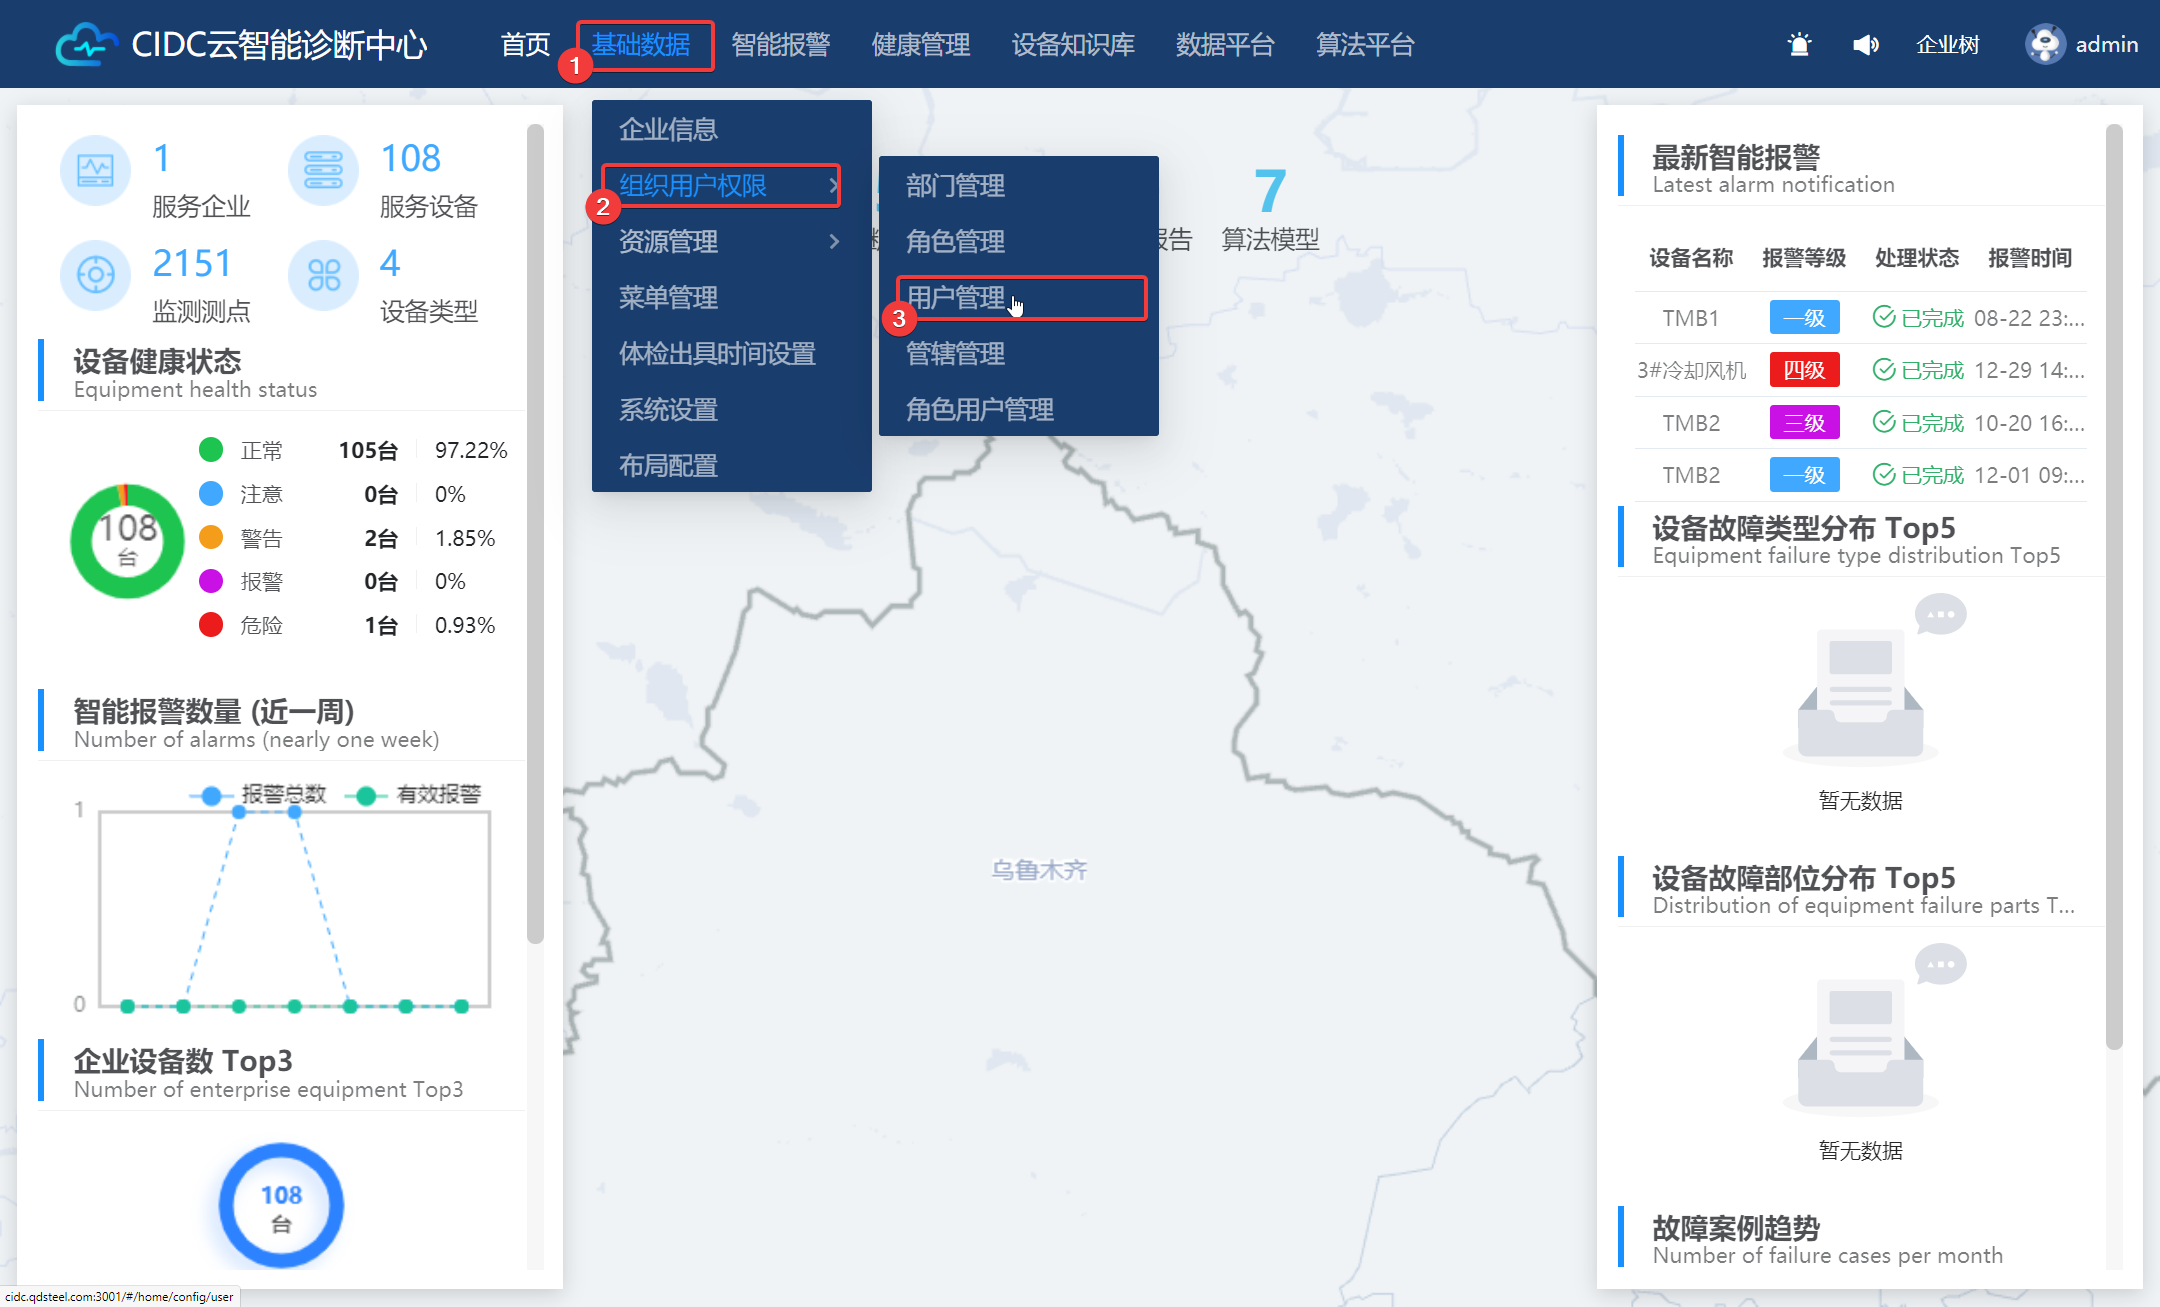 CIDC云智能诊断中心
首页
基础数据
智能报警
健康管理
设备知识库
数据平台
算法平台
企业树
admin
1
2
3
企业信息
组织用户权限
资源管理
菜单管理
体检出具时间设置
系统设置
布局配置
部门管理
角色管理
用户管理
管辖管理
角色用户管理
报告
7
算法模型
1
服务企业
108
服务设备
2151
监测测点
4
设备类型
设备健康状态
Equipment health status
108
台
正常 105台 97.22%
注意 0台 0%
警告 2台 1.85%
报警 0台 0%
危险 1台 0.93%
智能报警数量 (近一周)
Number of alarms (nearly one week)
报警总数 有效报警
1
0
企业设备数 Top3
Number of enterprise equipment Top3
108
台
乌鲁木齐
最新智能报警
Latest alarm notification
设备名称 报警等级 处理状态 报警时间
TMB1 一级 已完成 08-22 23:...
3#冷却风机 四级 已完成 12-29 14:...
TMB2 三级 已完成 10-20 16:...
TMB2 一级 已完成 12-01 09:...
设备故障类型分布 Top5
Equipment failure type distribution Top5
暂无数据
设备故障部位分布 Top5
Distribution of equipment failure parts T...
暂无数据
故障案例趋势
Number of failure cases per month
cidc.qdsteel.com:3001/#/home/config/user